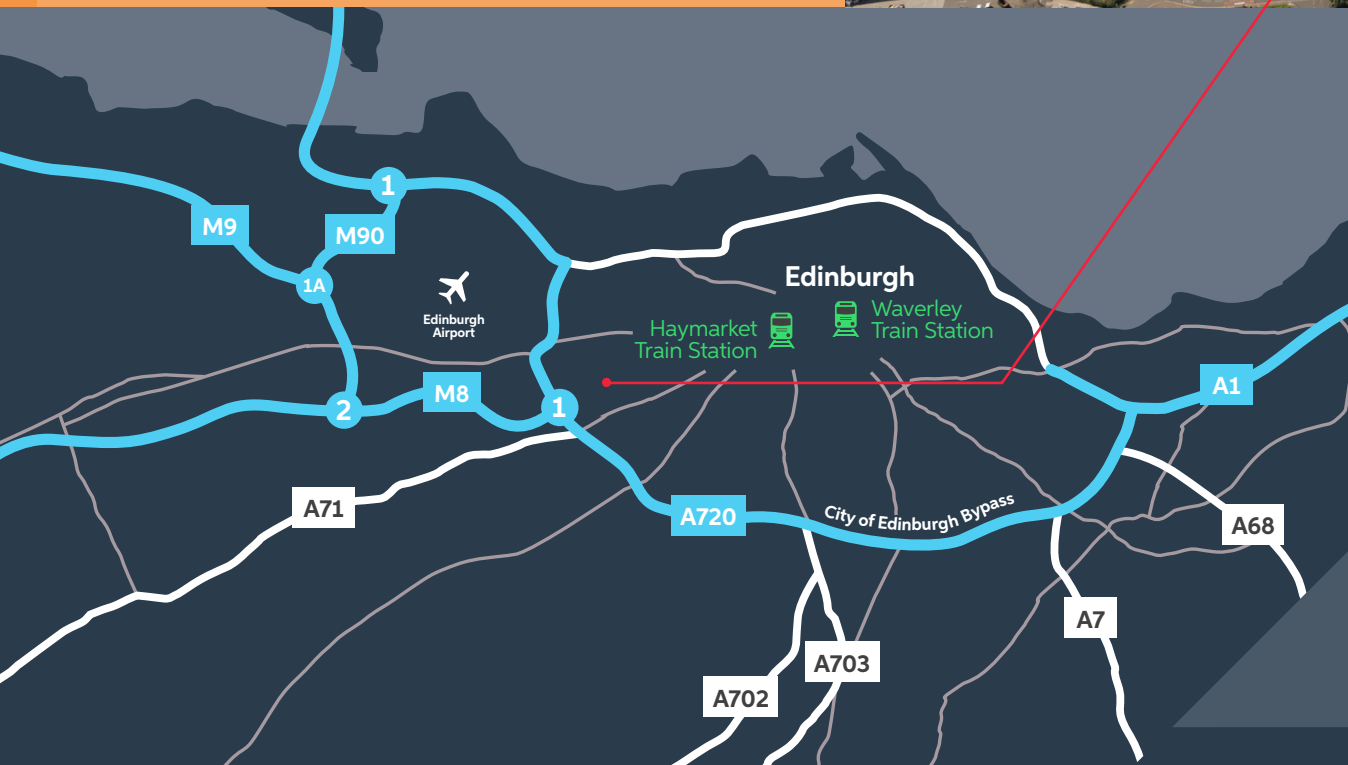 1
M9
M90
1A
Edinburgh
Airport
Edinburgh
Waverley
Train Station
Haymarket
Train Station
M8
A1
2
1
A71
A720
City of Edinburgh Bypass
A68
A7
A703
A702